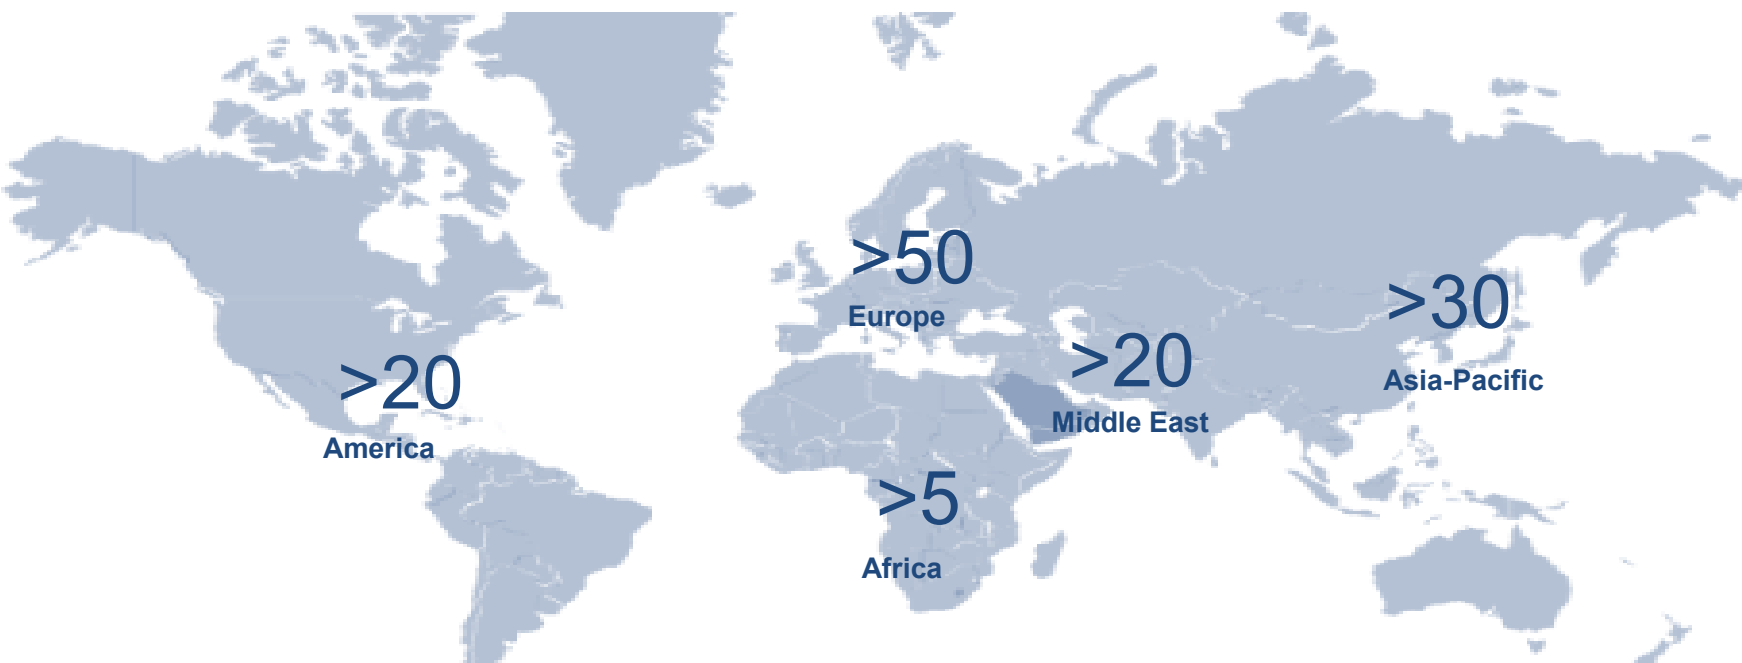 >50
Europe
>30
Asia-Pacific
>20
Middle East
>20
America
>5
Africa